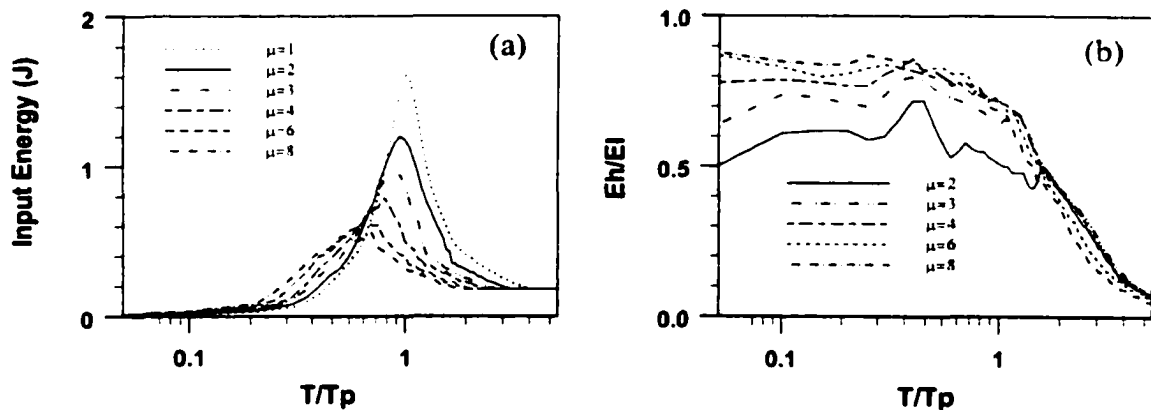 (a)
Input Energy (J)
2
1
0
μ=1
μ=2
μ=3
μ=4
μ=6
μ=8
0.1
1
T/Tp
(b)
Eh/EI
1.0
0.5
0.0
μ=2
μ=3
μ=4
μ=6
μ=8
0.1
1
T/Tp